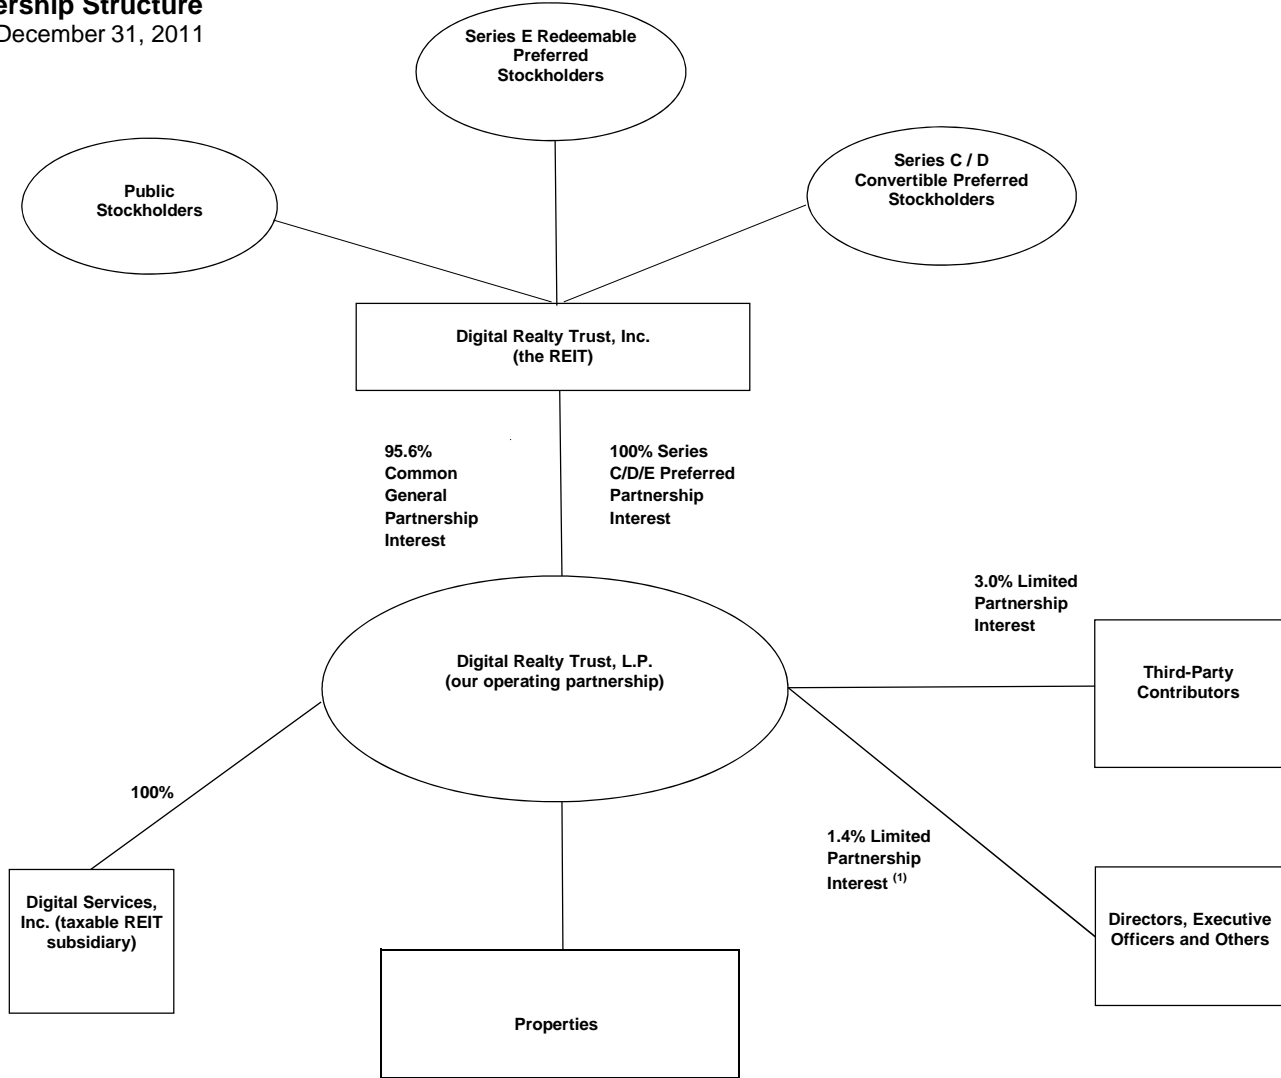 ership Structure
December 31, 2011
Series E Redeemable
Preferred
Stockholders
Public
Stockholders
Series C / D
Convertible Preferred
Stockholders
Digital Realty Trust, Inc.
(the REIT)
95.6%
Common
General
Partnership
Interest
100% Series
C/D/E Preferred
Partnership
Interest
3.0% Limited
Partnership
Interest
Digital Realty Trust, L.P.
(our operating partnership)
Third-Party
Contributors
100%
1.4% Limited
Partnership
Interest (1)
Digital Services,
Inc. (taxable REIT
subsidiary)
Directors, Executive
Officers and Others
Properties